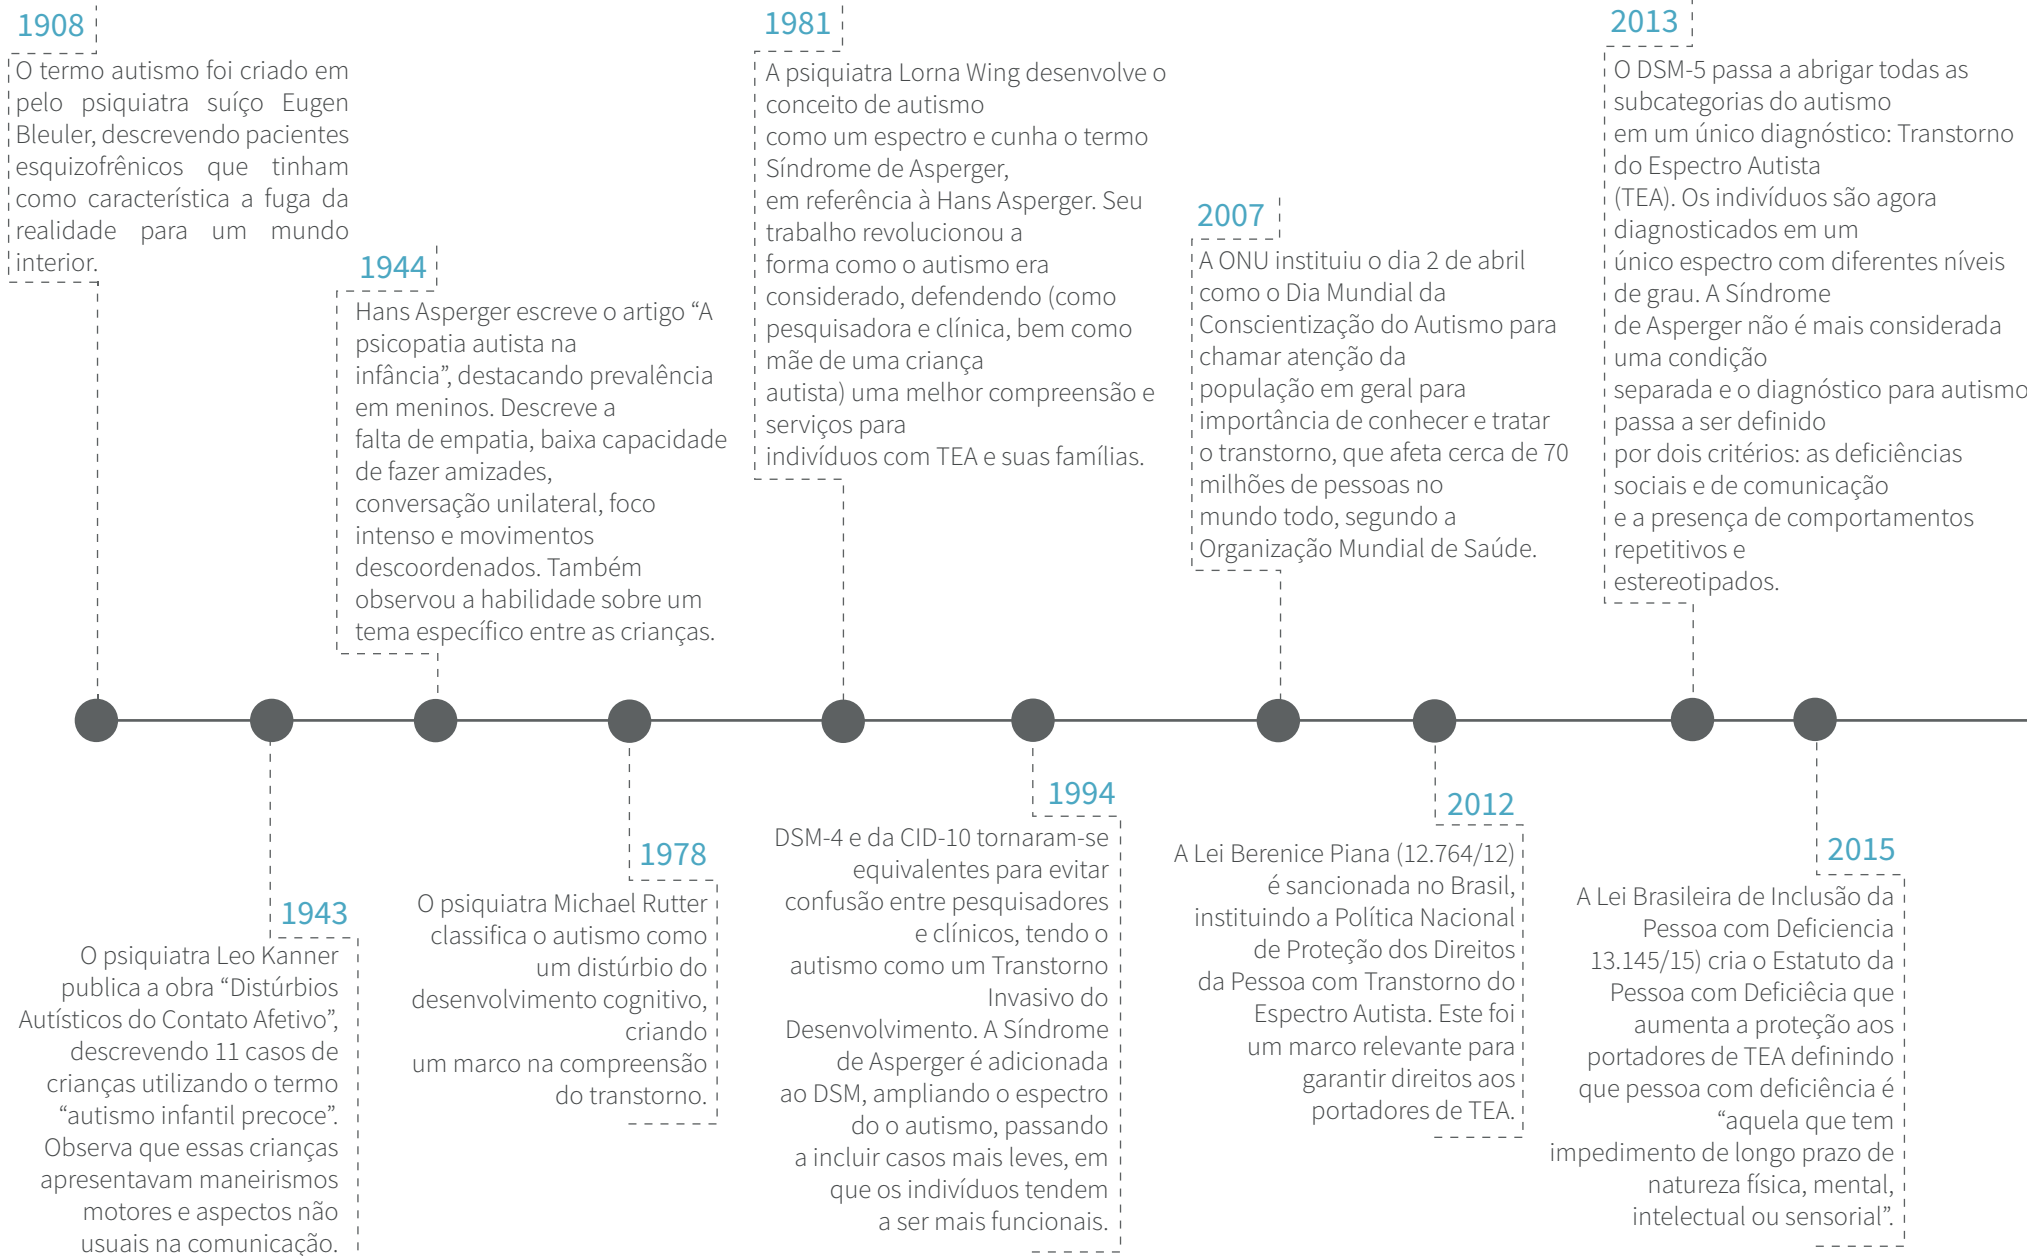 1908
O termo autismo foi criado em
pelo psiquiatra suíço Eugen
Bleuler, descrevendo pacientes
esquizofrênicos que tinham
como característica a fuga da
realidade para um mundo
interior.
1943
O psiquiatra Leo Kanner
publica a obra “Distúrbios
Autísticos do Contato Afetivo”,
descrevendo 11 casos de
crianças utilizando o termo
“autismo infantil precoce”.
Observa que essas crianças
apresentavam maneirismos
motores e aspectos não
usuais na comunicação.
1944
Hans Asperger escreve o artigo “A
psicopatia autista na
infância”, destacando prevalência
em meninos. Descreve a
falta de empatia, baixa capacidade
de fazer amizades,
conversação unilateral, foco
intenso e movimentos
descoordenados. Também
observou a habilidade sobre um
tema específico entre as crianças.
1978
O psiquiatra Michael Rutter
classifica o autismo como
um distúrbio do
desenvolvimento cognitivo,
criando
um marco na compreensão
do transtorno.
1981
A psiquiatra Lorna Wing desenvolve o
conceito de autismo
como um espectro e cunha o termo
Síndrome de Asperger,
em referência à Hans Asperger. Seu
trabalho revolucionou a
forma como o autismo era
considerado, defendendo (como
pesquisadora e clínica, bem como
mãe de uma criança
autista) uma melhor compreensão e
serviços para
indivíduos com TEA e suas famílias.
1994
DSM-4 e da CID-10 tornaram-se
equivalentes para evitar
confusão entre pesquisadores
e clínicos, tendo o
autismo como um Transtorno
Invasivo do
Desenvolvimento. A Síndrome
de Asperger é adicionada
ao DSM, ampliando o espectro
do o autismo, passando
a incluir casos mais leves, em
que os indivíduos tendem
a ser mais funcionais.
2007
A ONU instituiu o dia 2 de abril
como o Dia Mundial da
Conscientização do Autismo para
chamar atenção da
população em geral para
importância de conhecer e tratar
o transtorno, que afeta cerca de 70
milhões de pessoas no
mundo todo, segundo a
Organização Mundial de Saúde.
2012
A Lei Berenice Piana (12.764/12)
é sancionada no Brasil,
instituindo a Política Nacional
de Proteção dos Direitos
da Pessoa com Transtorno do
Espectro Autista. Este foi
um marco relevante para
garantir direitos aos
portadores de TEA.
2013
O DSM-5 passa a abrigar todas as
subcategorias do autismo
em um único diagnóstico: Transtorno
do Espectro Autista
(TEA). Os indivíduos são agora
diagnosticados em um
único espectro com diferentes níveis
de grau. A Síndrome
de Asperger não é mais considerada
uma condição
separada e o diagnóstico para autismo
passa a ser definido
por dois critérios: as deficiências
sociais e de comunicação
e a presença de comportamentos
repetitivos e
estereotipados.
2015
A Lei Brasileira de Inclusão da
Pessoa com Deficiencia
13.145/15) cria o Estatuto da
Pessoa com Deficiêcia que
aumenta a proteção aos
portadores de TEA definindo
que pessoa com deficiência é
“aquela que tem
impedimento de longo prazo de
natureza física, mental,
intelectual ou sensorial”.